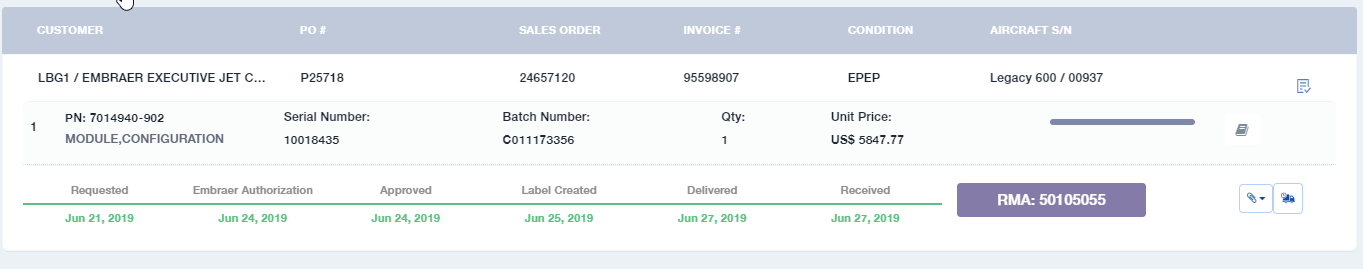 CUSTOMER PO # SALES ORDER INVOICE # CONDITION AIRCRAFT S/N
LBG1 / EMBRAER EXECUTIVE JET C... P25718 24657120 95598907 EPEP Legacy 600 / 00937
1
PN: 7014940-902 Serial Number: Batch Number: Qty: Unit Price:
MODULE,CONFIGURATION 10018435 C011173356 1 US$ 5847.77
Requested Embraer Authorization Approved Label Created Delivered Received
Jun 21, 2019 Jun 24, 2019 Jun 24, 2019 Jun 25, 2019 Jun 27, 2019 Jun 27, 2019
RMA: 50105055